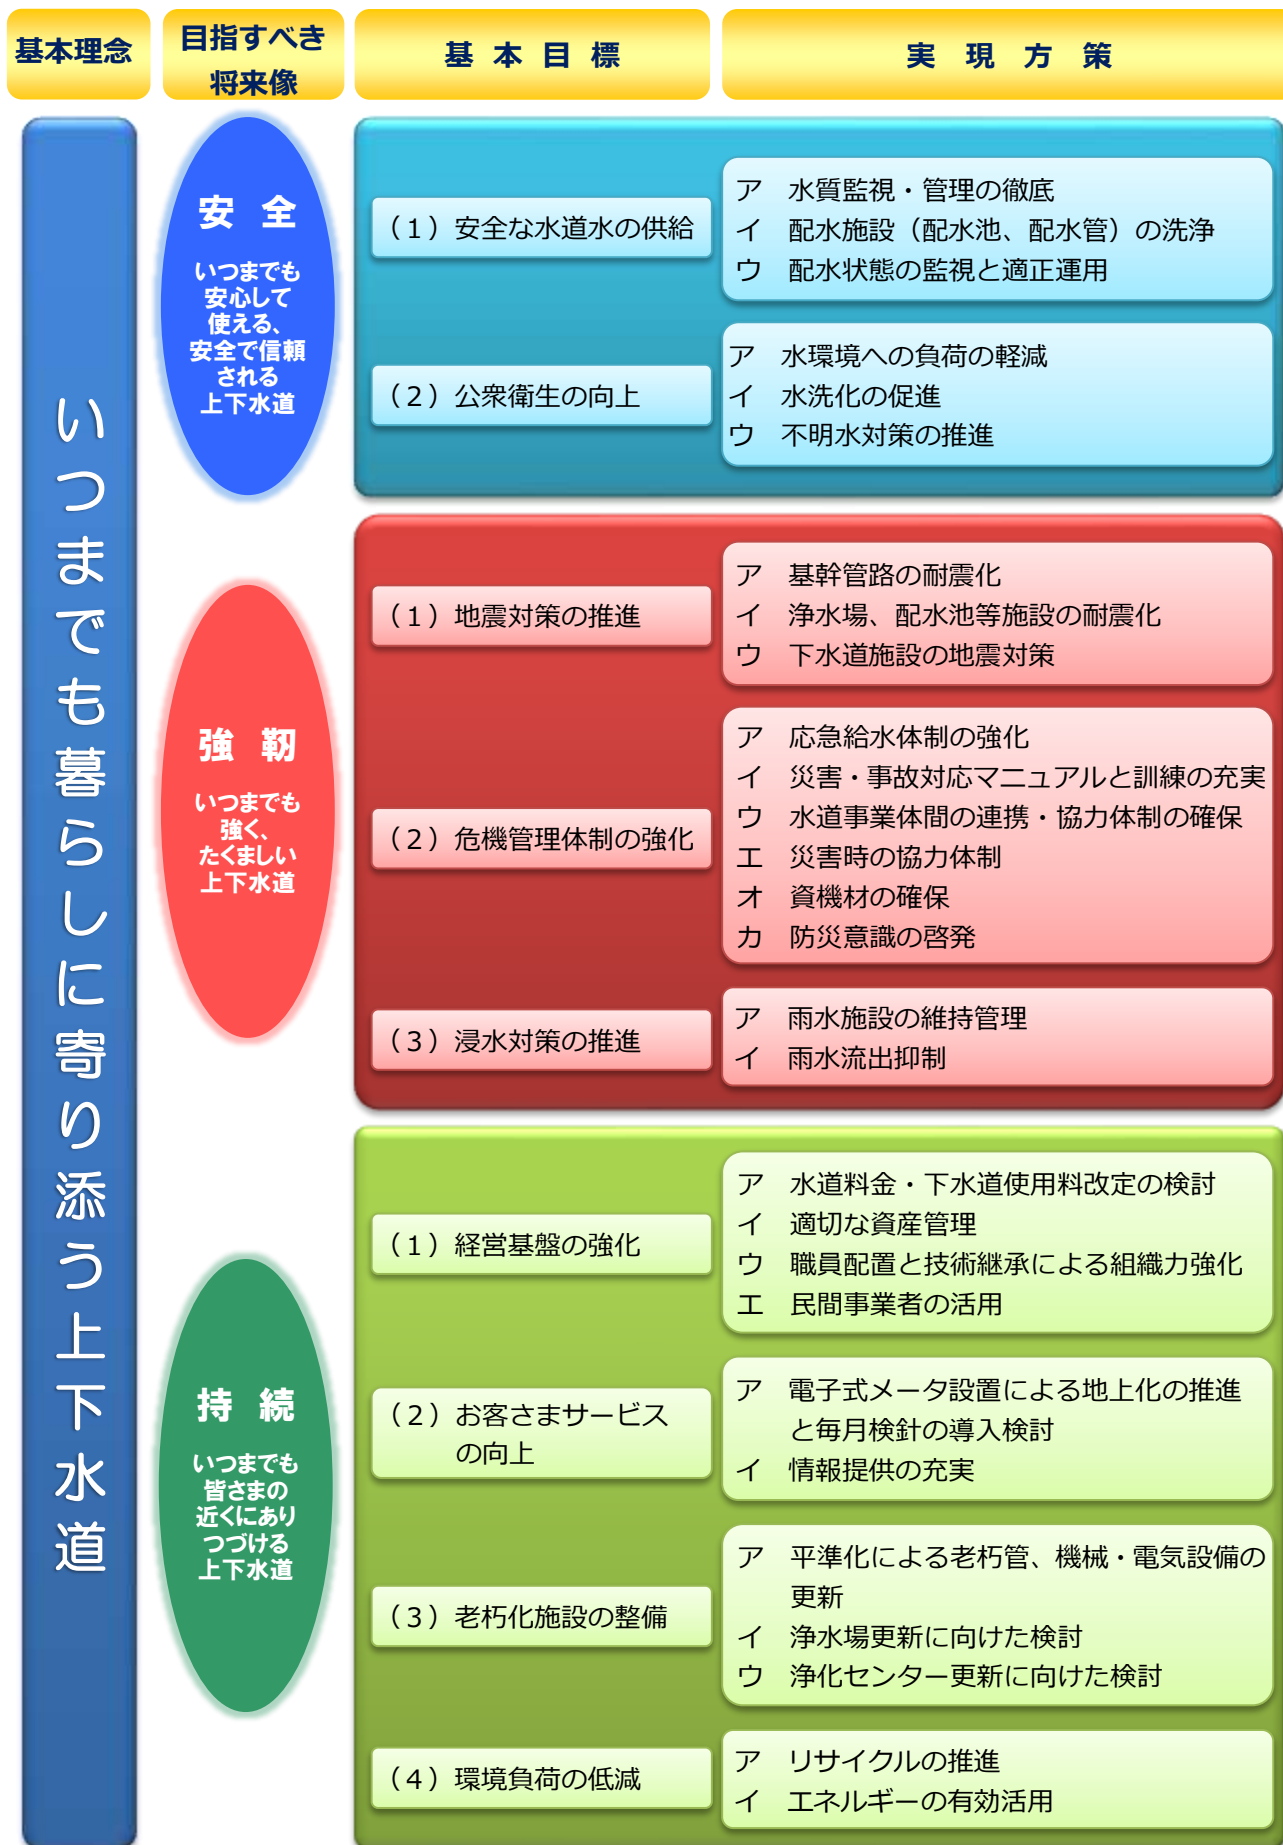 基本理念
目指すべき
将来像
基本目標
実現方策
いつまでも暮らしに寄り添う上下水道
安全
いつまでも
安心して
使える、
安全で信頼
される
上下水道
（1）安全な水道水の供給
ア　水質監視・管理の徹底
イ　配水施設（配水池、配水管）の洗浄
ウ　配水状態の監視と適正運用
（2）公衆衛生の向上
ア　水環境への負荷の軽減
イ　水洗化の促進
ウ　不明水対策の推進
強靭
いつまでも
強く、
たくましい
上下水道
（1）地震対策の推進
ア　基幹管路の耐震化
イ　浄水場、配水池等施設の耐震化
ウ　下水道施設の地震対策
（2）危機管理体制の強化
ア　応急給水体制の強化
イ　災害・事故対応マニュアルと訓練の充実
ウ　水道事業体間の連携・協力体制の確保
エ　災害時の協力体制
オ　資機材の確保
カ　防災意識の啓発
（3）浸水対策の推進
ア　雨水施設の維持管理
イ　雨水流出抑制
持続
いつまでも
皆さまの
近くにあり
つづける
上下水道
（1）経営基盤の強化
ア　水道料金・下水道使用料改定の検討
イ　適切な資産管理
ウ　職員配置と技術継承による組織力強化
エ　民間事業者の活用
（2）お客さまサービス
の向上
ア　電子式メータ設置による地上化の推進
と毎月検針の導入検討
イ　情報提供の充実
（3）老朽化施設の整備
ア　平準化による老朽管、機械・電気設備の
更新
イ　浄水場更新に向けた検討
ウ　浄化センター更新に向けた検討
（4）環境負荷の低減
ア　リサイクルの推進
イ　エネルギーの有効活用